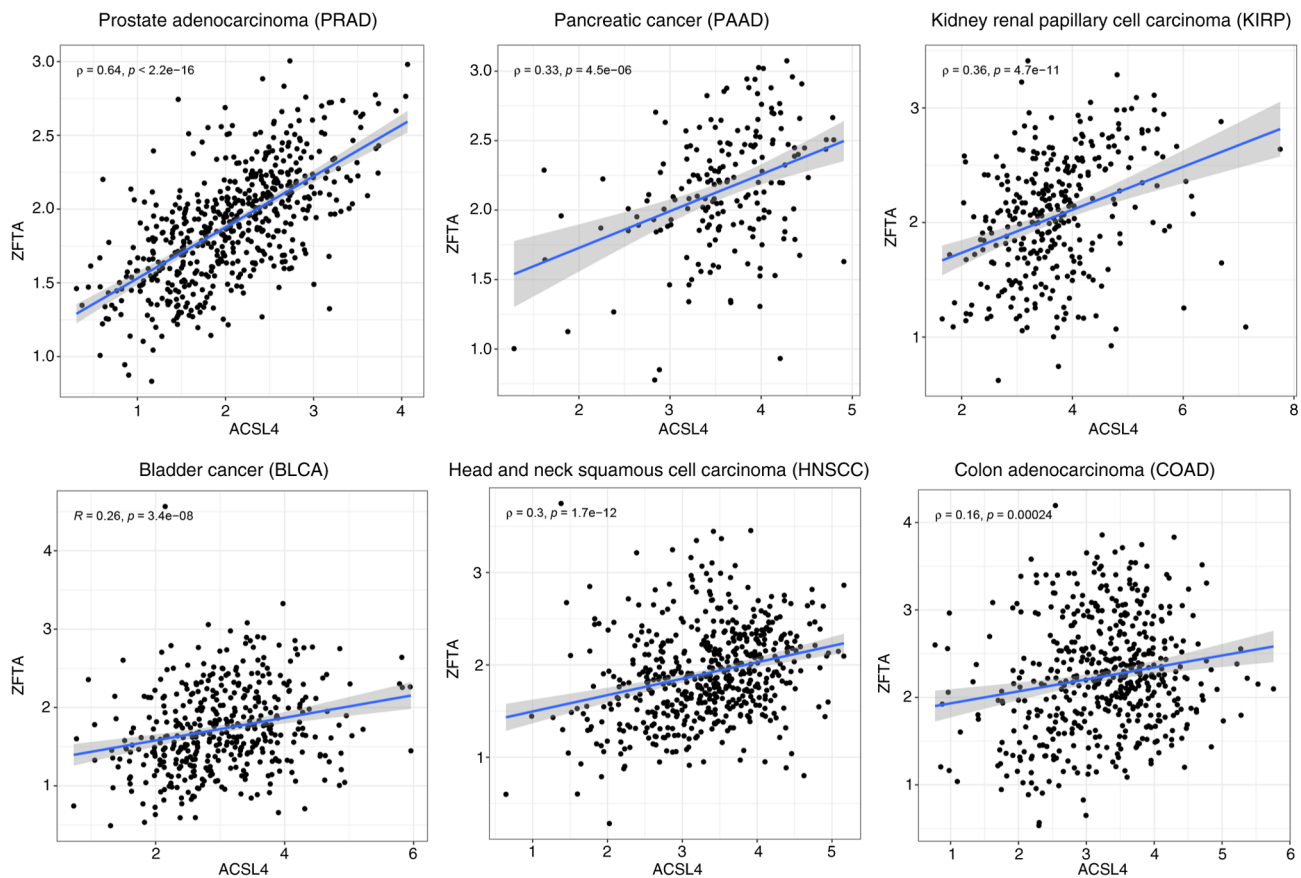 Prostate adenocarcinoma (PRAD)
Pancreatic cancer (PAAD)
Kidney renal papillary cell carcinoma (KIRP)
ρ = 0.64, p < 2.2e−16
ρ = 0.33, p = 4.5e−06
ρ = 0.36, p = 4.7e−11
ZFTA
3.0
2.5
2.0
1.5
1.0
1 2 3 4
ACSL4
ZFTA
3.0
2.5
2.0
1.5
1.0
2 3 4 5
ACSL4
ZFTA
3
2
1
2 4 6 8
ACSL4
Bladder cancer (BLCA)
Head and neck squamous cell carcinoma (HNSCC)
Colon adenocarcinoma (COAD)
R = 0.26, p = 3.4e−08
ρ = 0.3, p = 1.7e−12
ρ = 0.16, p = 0.00024
ZFTA
4
3
2
1
2 4 6
ACSL4
ZFTA
3
2
1
1 2 3 4 5
ACSL4
ZFTA
4
3
2
1
1 2 3 4 5 6
ACSL4